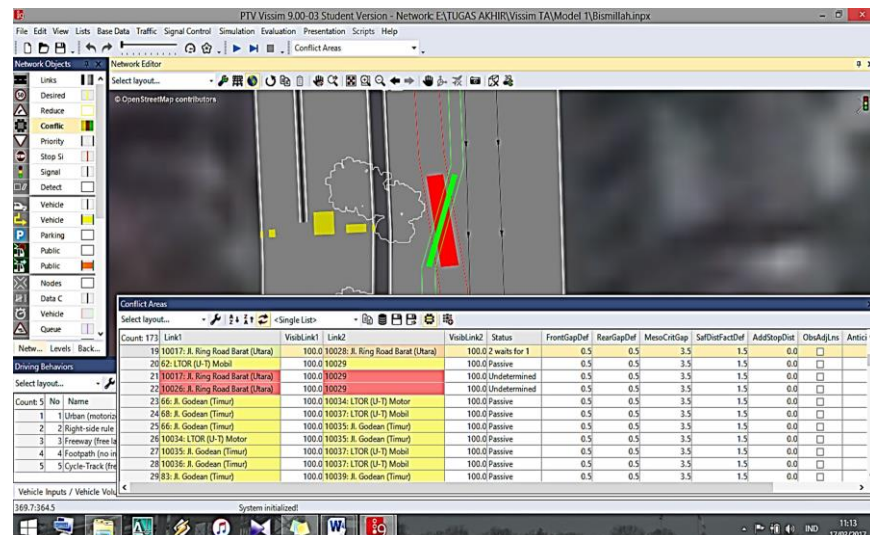 PTV Vissim 9.00-03 Student Version - Network: E:\TUGAS AKHIR\Vissim TA\Model 1\Bismillah.inpx
File Edit View Lists Base Data Traffic Signal Control Simulation Evaluation Presentation Scripts Help
Conflict Areas
Network Objects
Network Editor
Select layout...
© OpenStreetMap contributors
Links
Desired
Reduce
Conflic
Priority
Stop Si
Signal
Detect
Vehicle
Vehicle
Parking
Public
Public
Nodes
Data C
Vehicle
Queue
Netw... Levels Back...
Driving Behaviors
Select layout...
Count: 5 No Name
1 1 Urban (motoriz
2 2 Right-side rule
3 3 Freeway (free la
4 4 Footpath (no in
5 5 Cycle-Track (fre
Conflict Areas
Select layout... <Single List>
Count: 173 Link1 VisibLink1 Link2 VisibLink2 Status FrontGapDef RearGapDef MesoCritGap SafDistFactDef AddStopDist ObsAdjLns Antici
19 10017: Jl. Ring Road Barat (Utara) 100.0 10028: Jl. Ring Road Barat (Utara) 100.0 2 waits for 1 0.5 0.5 3.5 1.5 0.0
20 62: LTOR (U-T) Mobil 100.0 10029 100.0 Passive 0.5 0.5 3.5 1.5 0.0
21 10017: Jl. Ring Road Barat (Utara) 100.0 10029 100.0 Undetermined 0.5 0.5 3.5 1.5 0.0
22 10026: Jl. Ring Road Barat (Utara) 100.0 10029 100.0 Undetermined 0.5 0.5 3.5 1.5 0.0
23 66: Jl. Godean (Timur) 100.0 10034: LTOR (U-T) Motor 100.0 Passive 0.5 0.5 3.5 1.5 0.0
24 68: Jl. Godean (Timur) 100.0 10037: LTOR (U-T) Mobil 100.0 Passive 0.5 0.5 3.5 1.5 0.0
25 66: Jl. Godean (Timur) 100.0 10035: Jl. Godean (Timur) 100.0 Passive 0.5 0.5 3.5 1.5 0.0
26 10034: LTOR (U-T) Motor 100.0 10035: Jl. Godean (Timur) 100.0 Passive 0.5 0.5 3.5 1.5 0.0
27 10035: Jl. Godean (Timur) 100.0 10037: LTOR (U-T) Mobil 100.0 Passive 0.5 0.5 3.5 1.5 0.0
28 10036: Jl. Godean (Timur) 100.0 10037: LTOR (U-T) Mobil 100.0 Passive 0.5 0.5 3.5 1.5 0.0
29 83: Jl. Godean (Timur) 100.0 10039: Jl. Godean (Timur) 100.0 Passive 0.5 0.5 3.5 1.5 0.0
Vehicle Inputs / Vehicle Volu
369.7:364.5 System initialized!
IND 11:13
17/03/2017